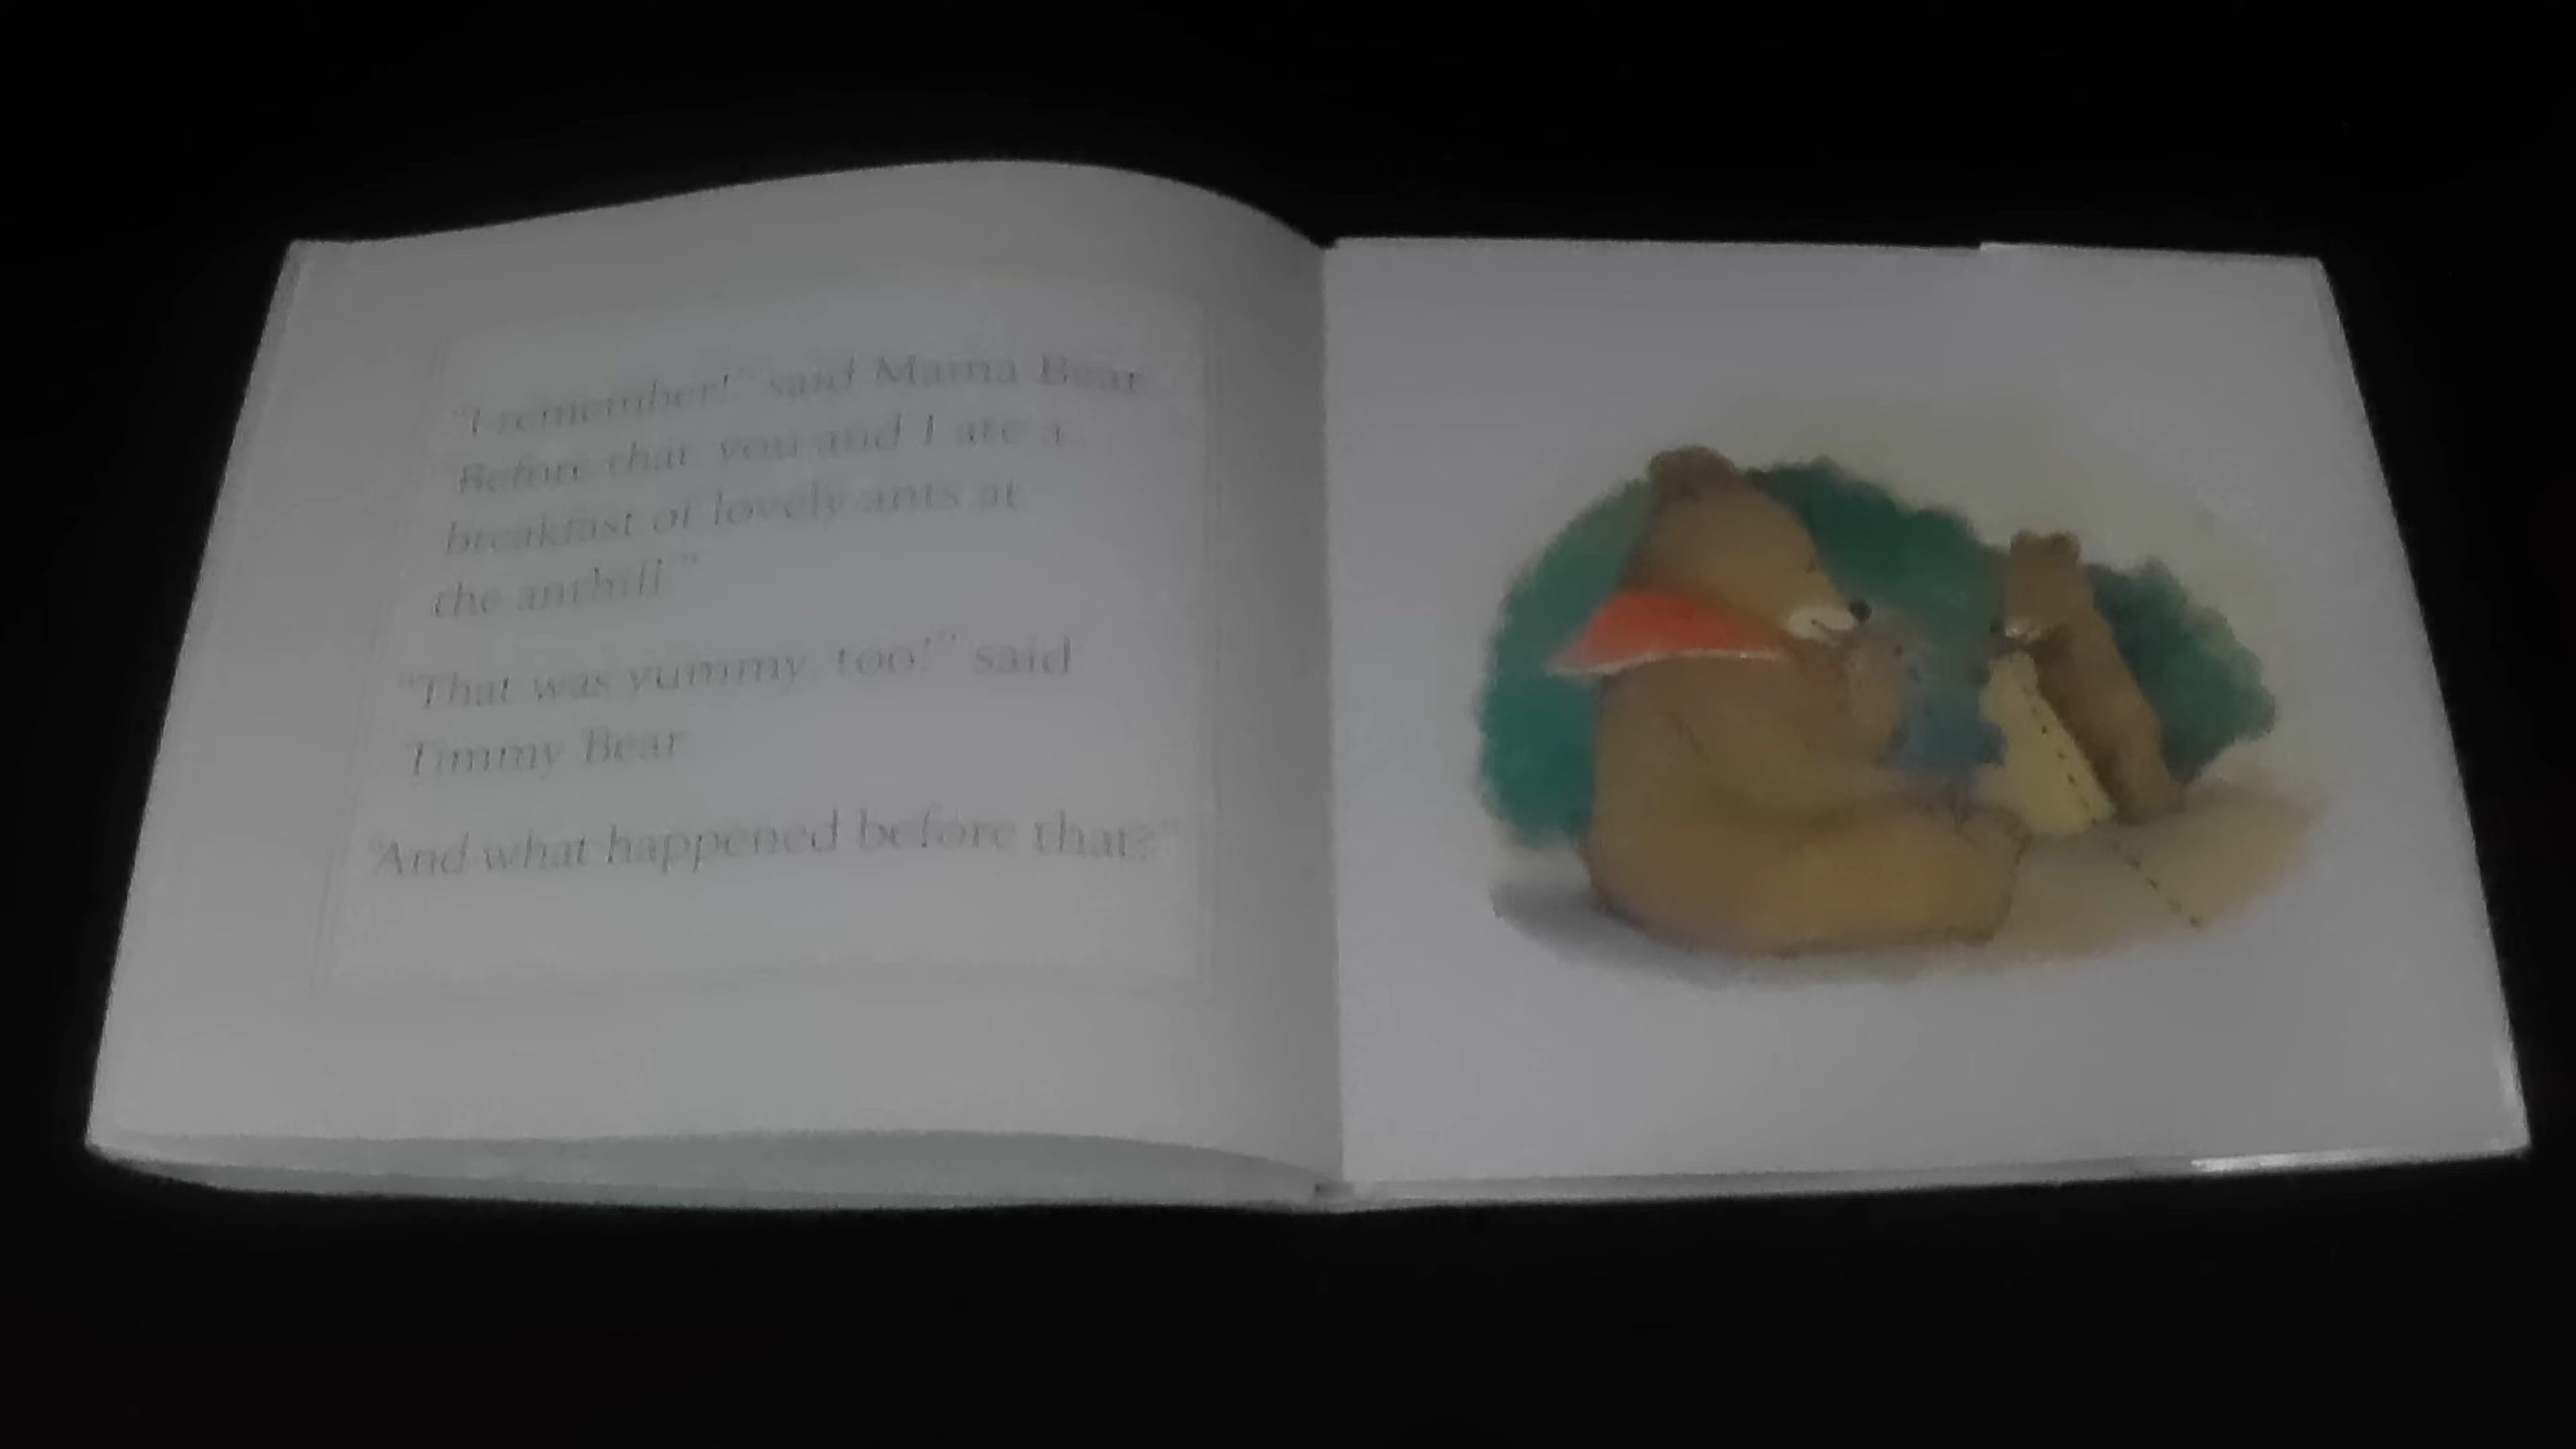 "I remember!" said Mama Bear.
"Before that, you and I ate a
breakfast of lovely ants at
the anthill."
"That was yummy, too!" said
Timmy Bear.
"And what happened before that?"